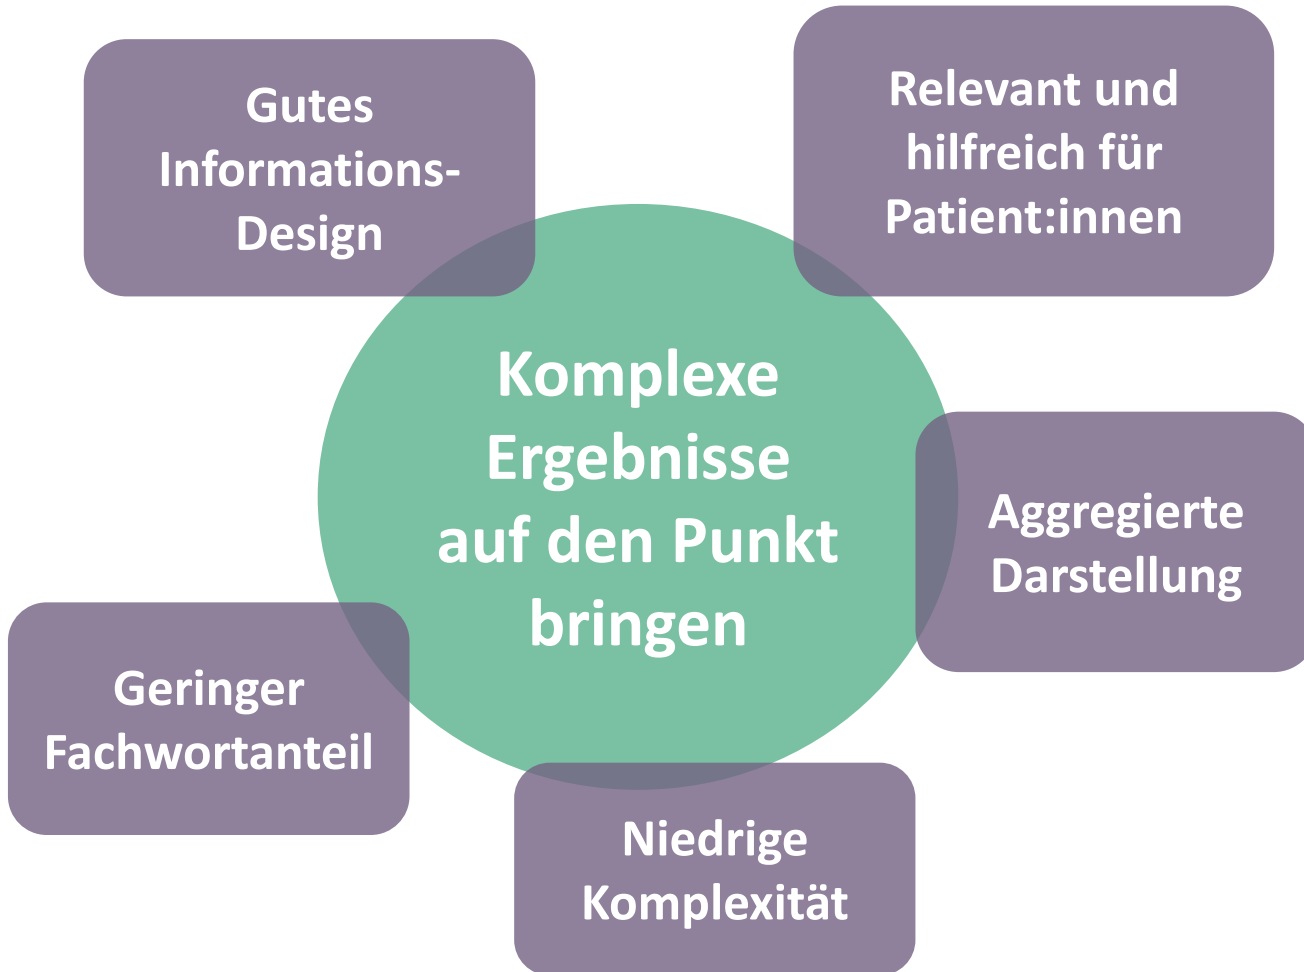 Gutes
Informations-
Design
Relevant und
hilfreich für
Patient:innen
Komplexe
Ergebnisse
auf den Punkt
bringen
Aggregierte
Darstellung
Geringer
Fachwortanteil
Niedrige
Komplexität